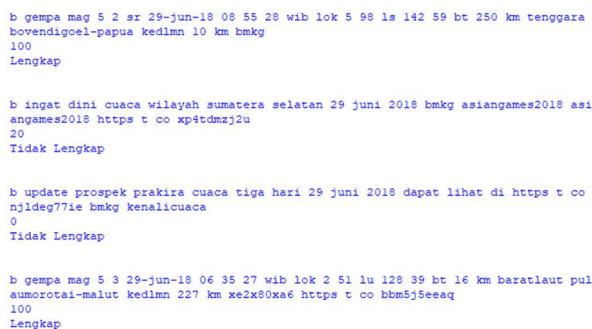 b gempa mag 5 2 sr 29-jun-18 08 55 28 wib lok 5 98 ls 142 59 bt 250 km tenggara
bovendigoel-papua kedlmn 10 km bmkg
100
Lengkap
b ingat dini cuaca wilayah sumatera selatan 29 juni 2018 bmkg asiangames2018 asi
angames2018 https t co xp4tdmzj2u
20
Tidak Lengkap
b update prospek prakira cuaca tiga hari 29 juni 2018 dapat lihat di https t co
njldeg77ie bmkg kenalicuaca
0
Tidak Lengkap
b gempa mag 5 3 29-jun-18 06 35 27 wib lok 2 51 lu 128 39 bt 16 km baratlaut pul
aumorotai-malut kedlmn 227 km xe2x80xa6 https t co bbm5j5eeaq
100
Lengkap